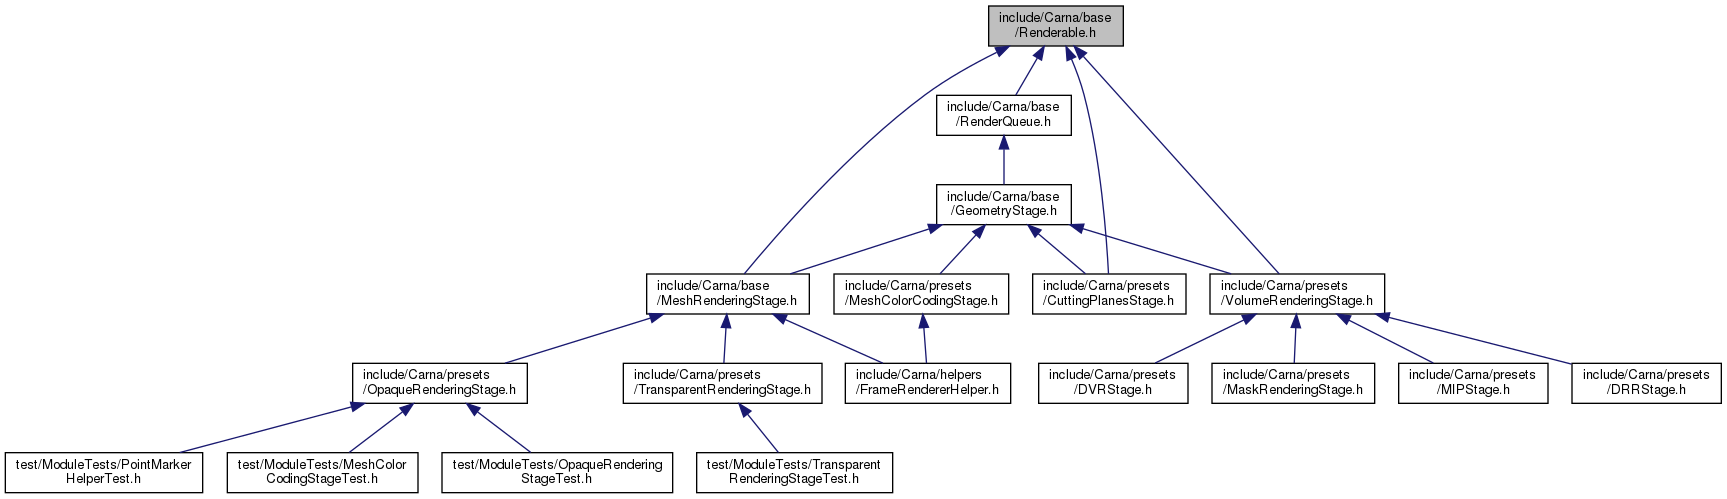 include/Carna/base
/Renderable.h
include/Carna/base
/RenderQueue.h
include/Carna/base
/GeometryStage.h
include/Carna/base
/MeshRenderingStage.h
include/Carna/presets
/MeshColorCodingStage.h
include/Carna/presets
/CuttingPlanesStage.h
include/Carna/presets
/VolumeRenderingStage.h
include/Carna/presets
/OpaqueRenderingStage.h
include/Carna/presets
/TransparentRenderingStage.h
include/Carna/helpers
/FrameRendererHelper.h
include/Carna/presets
/DVRStage.h
include/Carna/presets
/MaskRenderingStage.h
include/Carna/presets
/MIPStage.h
include/Carna/presets
/DRRStage.h
test/ModuleTests/PointMarker
HelperTest.h
test/ModuleTests/MeshColor
CodingStageTest.h
test/ModuleTests/OpaqueRendering
StageTest.h
test/ModuleTests/Transparent
RenderingStageTest.h